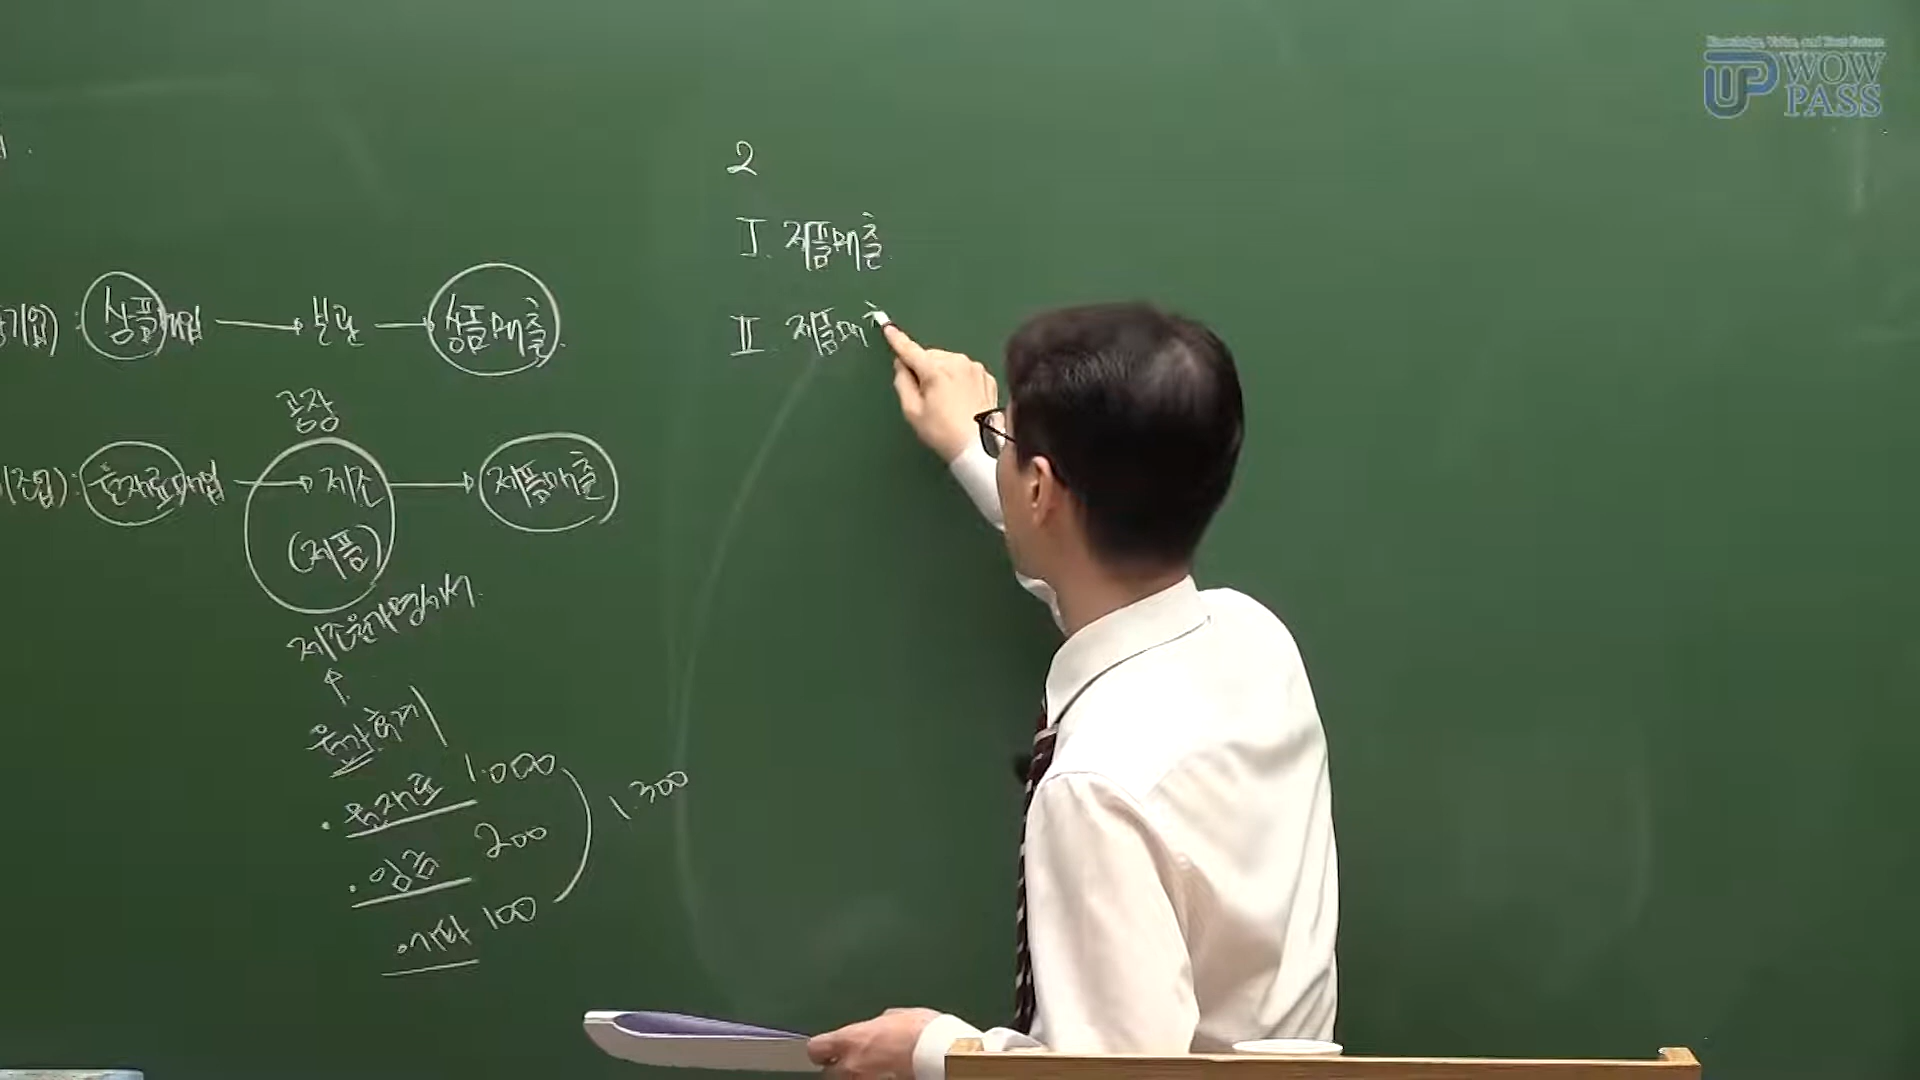 기업) : 상품매입 → 보관 → 상품매출.
공장
제조업) : 원재료매입 → 제조 → 제품매출
(제품)
제조원가명세서.
↑
원가회계
· 원재료 1.000
1.300
· 임금 200
· 기타 100
2
Ⅰ. 제품매출.
Ⅱ. 제품매
WOW
PASS